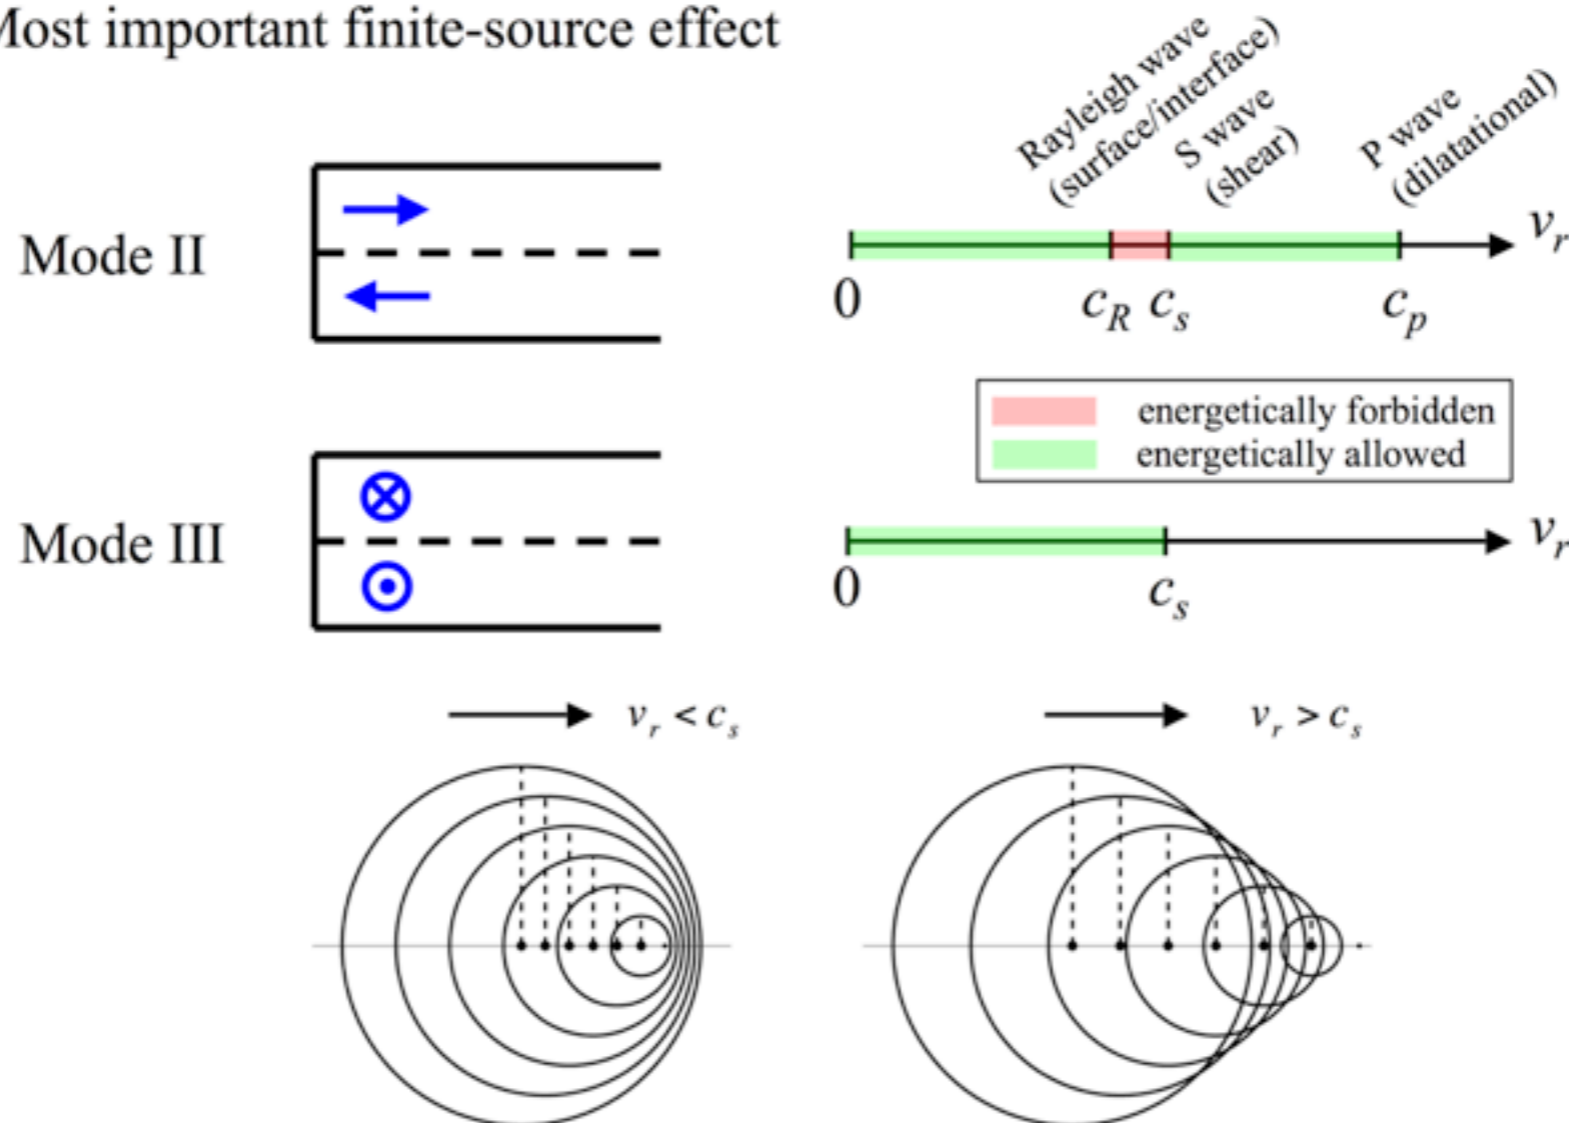 Most important finite-source effect
Rayleigh wave
(surface/interface)
S wave
(shear)
P wave
(dilatational)
Mode II
v_r
0 c_R c_s c_p
energetically forbidden
energetically allowed
Mode III
v_r
0 c_s
v_r < c_s v_r > c_s